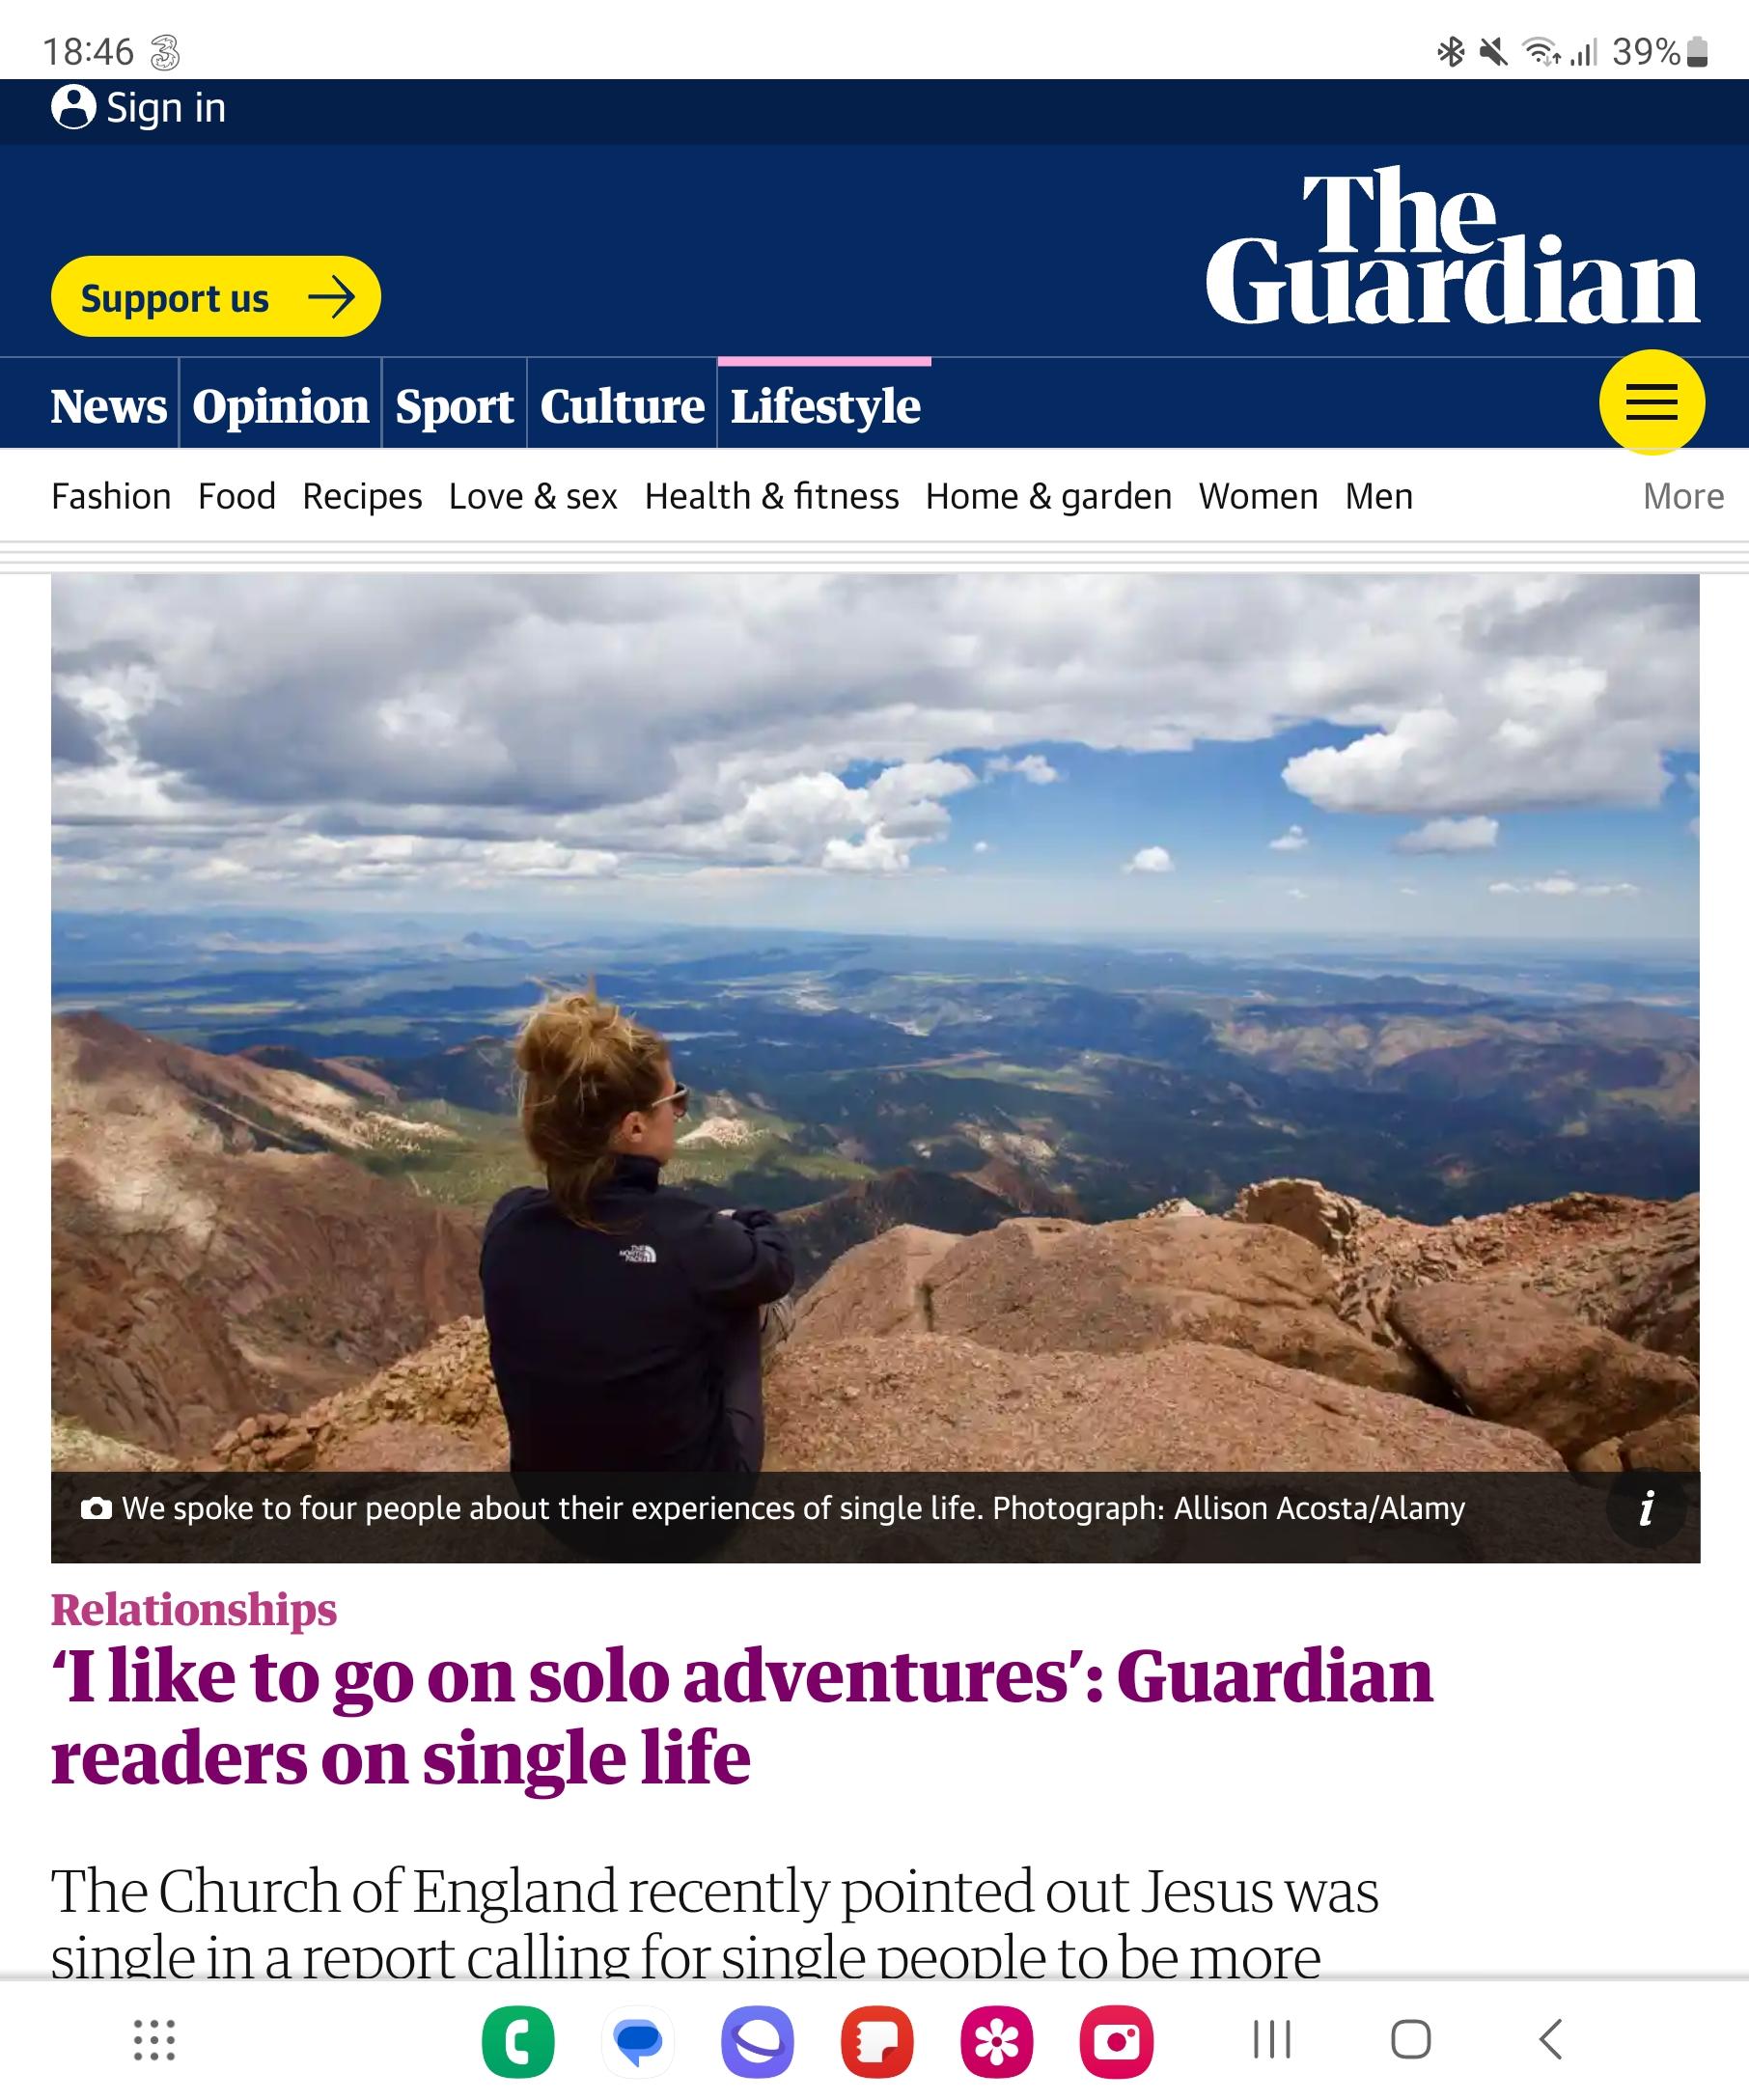 18:46
39%
Sign in
Support us
The
Guardian
News Opinion Sport Culture Lifestyle
Fashion Food Recipes Love & sex Health & fitness Home & garden Women Men More
THE
NORTH
FACE
We spoke to four people about their experiences of single life. Photograph: Allison Acosta/Alamy
i
Relationships
‘I like to go on solo adventures’: Guardian
readers on single life
The Church of England recently pointed out Jesus was
single in a report calling for single people to be more